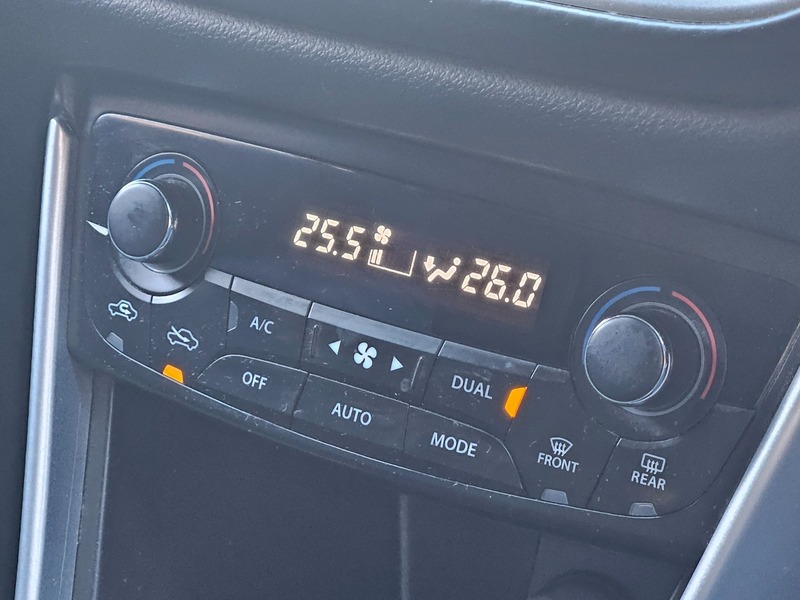 25.5 26.0
A/C
OFF
AUTO
DUAL
MODE
FRONT
REAR